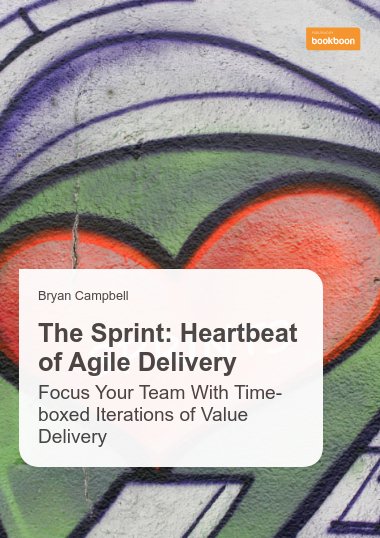 bookboon
Bryan Campbell
The Sprint: Heartbeat
of Agile Delivery
Focus Your Team With Time-
boxed Iterations of Value
Delivery